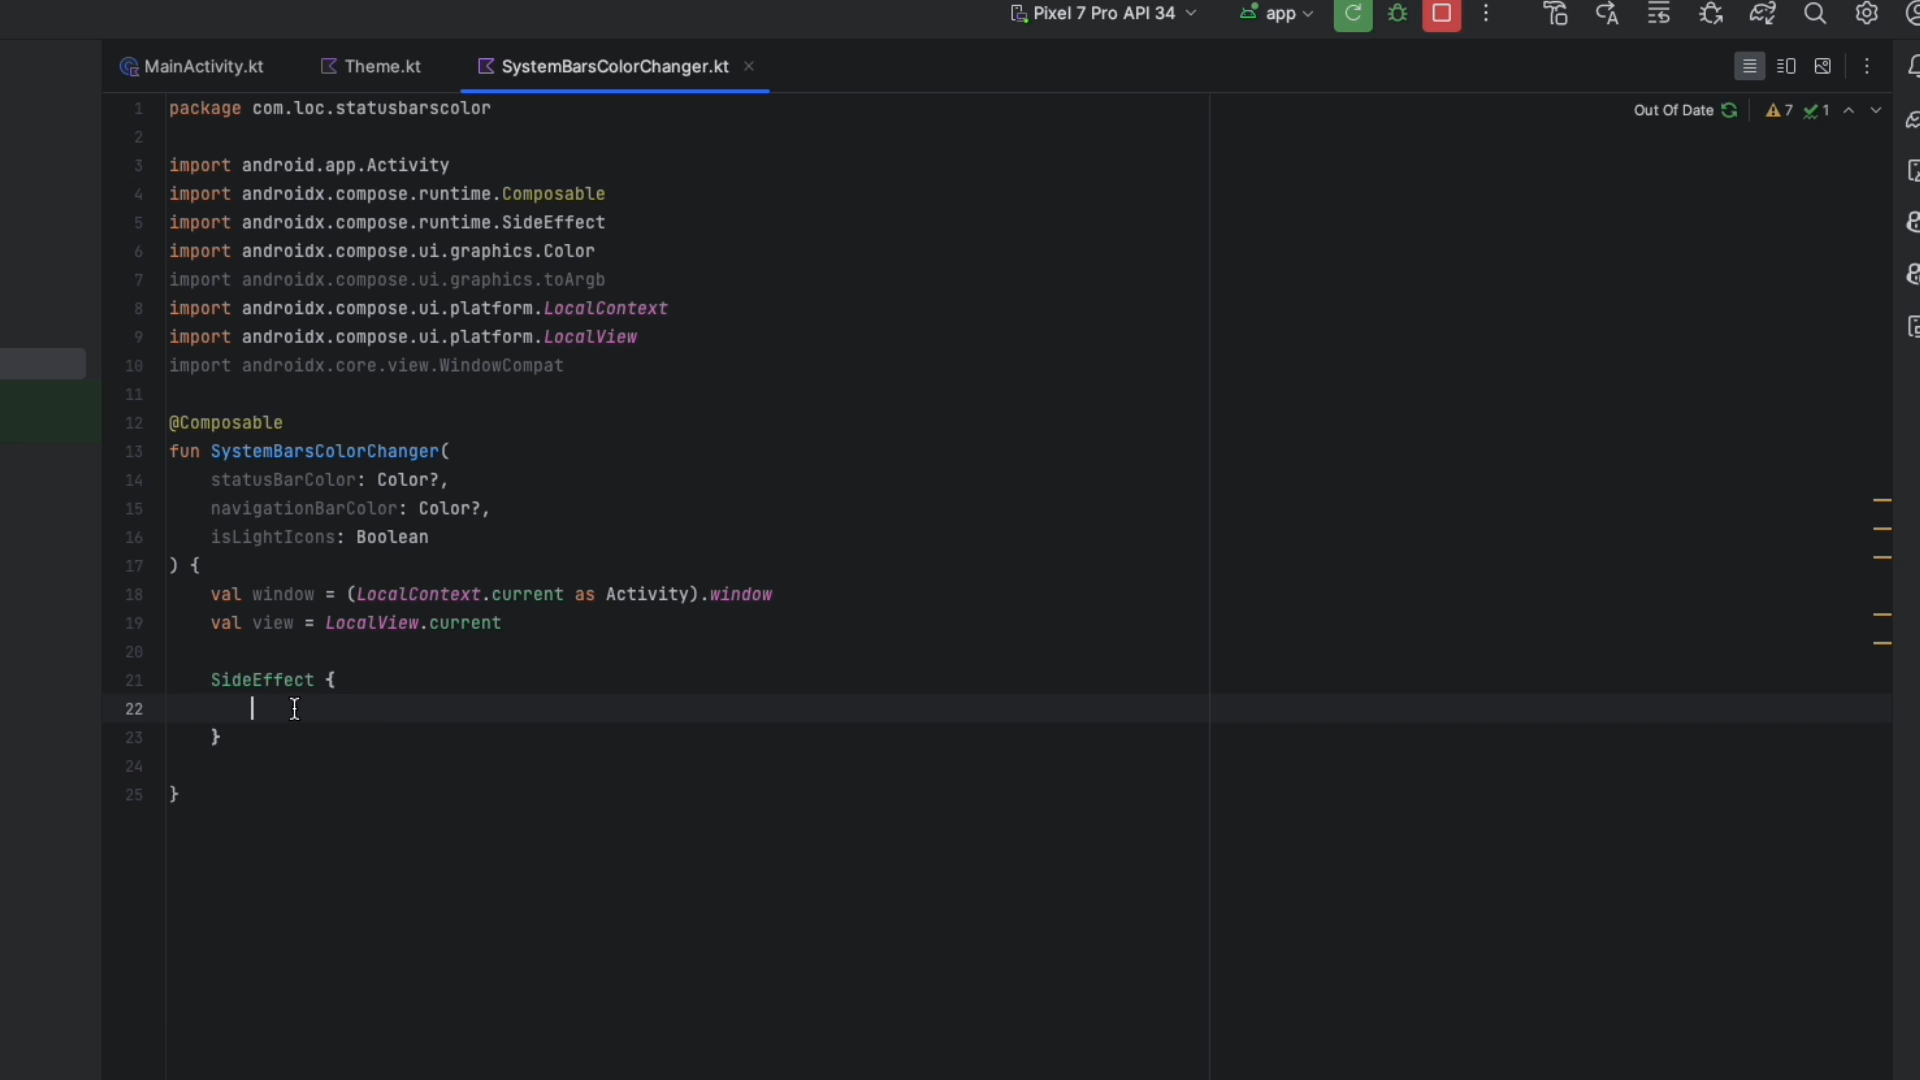 Pixel 7 Pro API 34
app
MainActivity.kt
Theme.kt
SystemBarsColorChanger.kt
Out Of Date
7
1
1 package com.loc.statusbarscolor
2
3 import android.app.Activity
4 import androidx.compose.runtime.Composable
5 import androidx.compose.runtime.SideEffect
6 import androidx.compose.ui.graphics.Color
7 import androidx.compose.ui.graphics.toArgb
8 import androidx.compose.ui.platform.LocalContext
9 import androidx.compose.ui.platform.LocalView
10 import androidx.core.view.WindowCompat
11
12 @Composable
13 fun SystemBarsColorChanger(
14 statusBarColor: Color?,
15 navigationBarColor: Color?,
16 isLightIcons: Boolean
17 ) {
18 val window = (LocalContext.current as Activity).window
19 val view = LocalView.current
20
21 SideEffect {
22
23 }
24
25 }